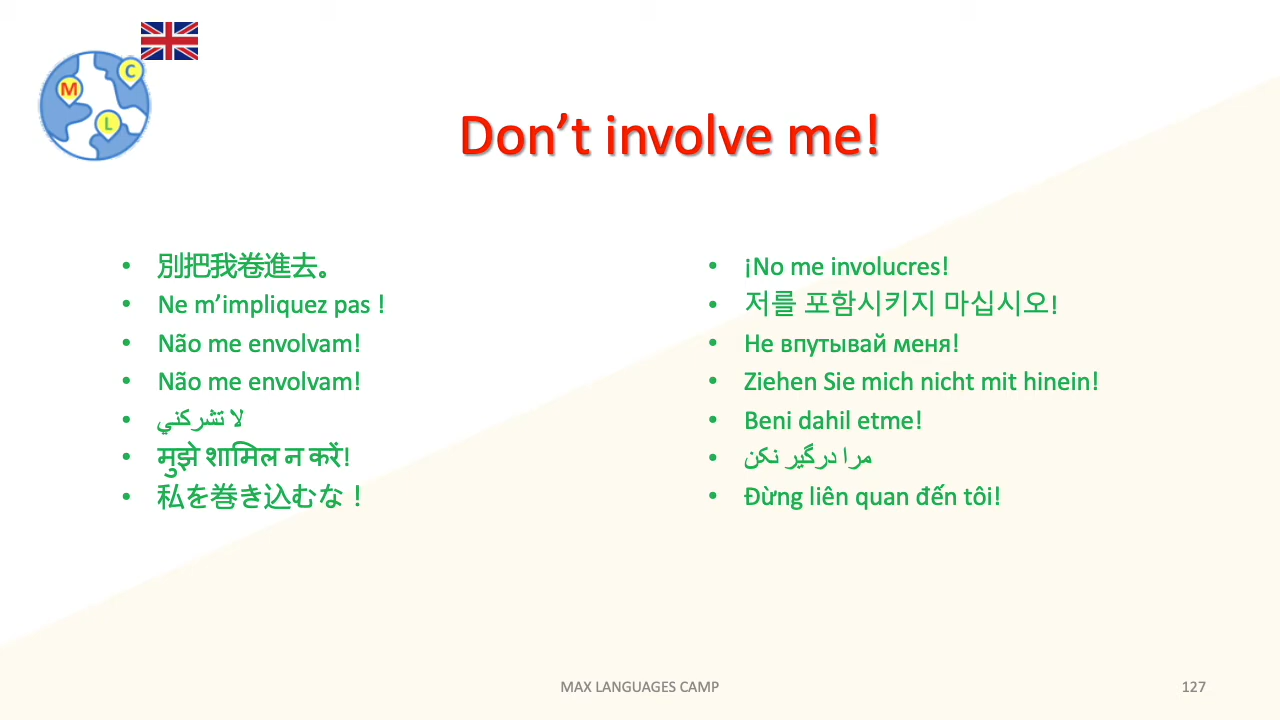 M
C
L
Don’t involve me!
• 別把我卷進去。
• Ne m’impliquez pas !
• Não me envolvam!
• Não me envolvam!
• لا تشركني
• मुझे शामिल न करें!
• 私を巻き込むな！
• ¡No me involucres!
• 저를 포함시키지 마십시오!
• Не впутывай меня!
• Ziehen Sie mich nicht mit hinein!
• Beni dahil etme!
• مرا درگیر نکن
• Đừng liên quan đến tôi!
MAX LANGUAGES CAMP
127